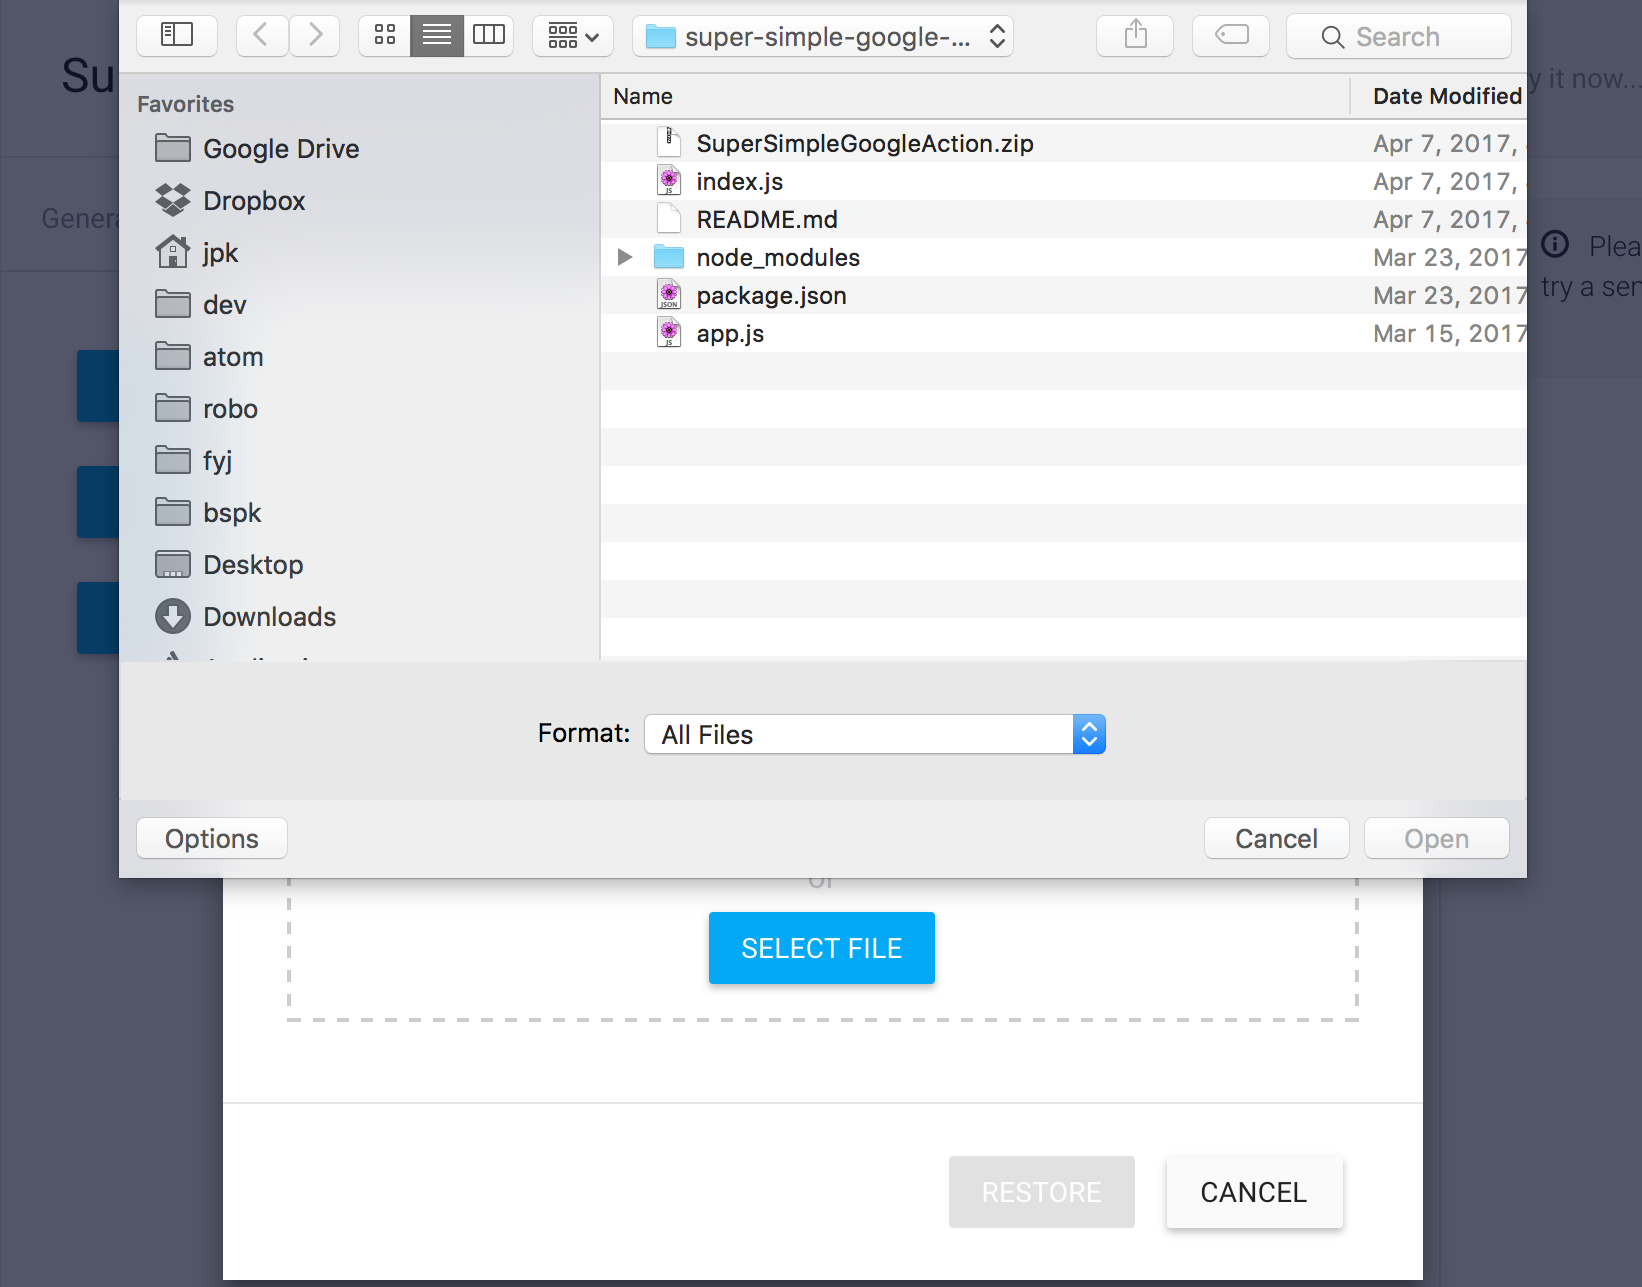 super-simple-google-...
Search
Su
y it now...
Favorites
Name
Date Modified
Google Drive
SuperSimpleGoogleAction.zip
Apr 7, 2017,
index.js
Apr 7, 2017,
Dropbox
README.md
Apr 7, 2017,
Genera
Plea
jpk
node_modules
Mar 23, 2017
try a sen
package.json
Mar 23, 2017
dev
app.js
Mar 15, 2017
atom
robo
fyj
bspk
Desktop
Downloads
Format:
All Files
Options
Cancel
Open
or
SELECT FILE
RESTORE
CANCEL